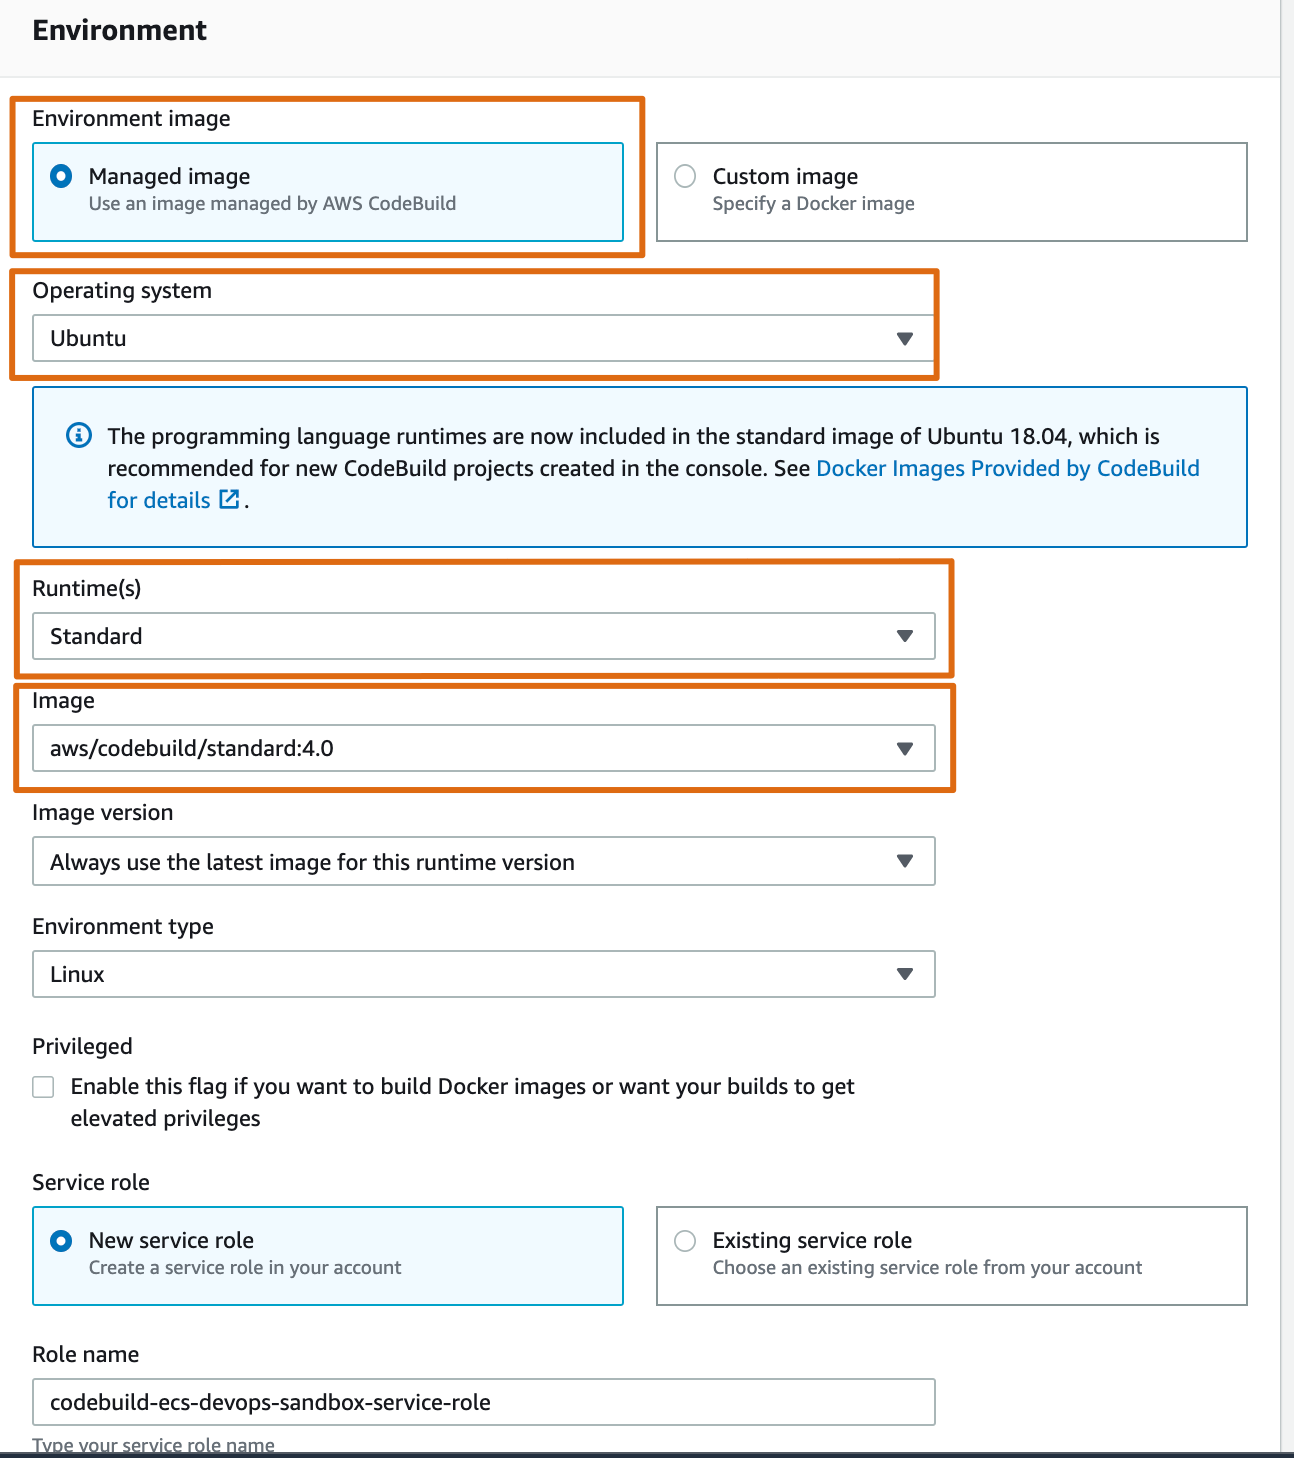 Environment
Environment image
Managed image
Use an image managed by AWS CodeBuild
Custom image
Specify a Docker image
Operating system
Ubuntu
The programming language runtimes are now included in the standard image of Ubuntu 18.04, which is
recommended for new CodeBuild projects created in the console. See Docker Images Provided by CodeBuild
for details .
Runtime(s)
Standard
Image
aws/codebuild/standard:4.0
Image version
Always use the latest image for this runtime version
Environment type
Linux
Privileged
Enable this flag if you want to build Docker images or want your builds to get
elevated privileges
Service role
New service role
Create a service role in your account
Existing service role
Choose an existing service role from your account
Role name
codebuild-ecs-devops-sandbox-service-role
Type your service role name